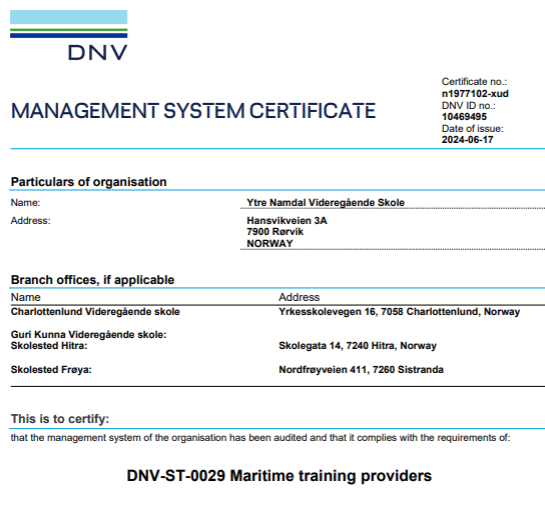 DNV
MANAGEMENT SYSTEM CERTIFICATE
Certificate no.:
n1977102-xud
DNV ID no.:
10469495
Date of issue:
2024-06-17
Particulars of organisation
Name: Ytre Namdal Videregående Skole
Address: Hansvikveien 3A
7900 Rørvik
NORWAY
Branch offices, if applicable
Name Address
Charlottenlund Videregående skole Yrkesskolevegen 16, 7058 Charlottenlund, Norway
Guri Kunna Videregående skole:
Skolested Hitra: Skolegata 14, 7240 Hitra, Norway
Skolested Frøya: Nordfrøyveien 411, 7260 Sistranda
This is to certify:
that the management system of the organisation has been audited and that it complies with the requirements of:
DNV-ST-0029 Maritime training providers